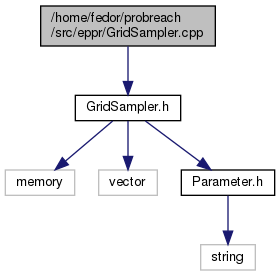 /home/fedor/probreach
/src/eppr/GridSampler.cpp
GridSampler.h
memory
vector
Parameter.h
string